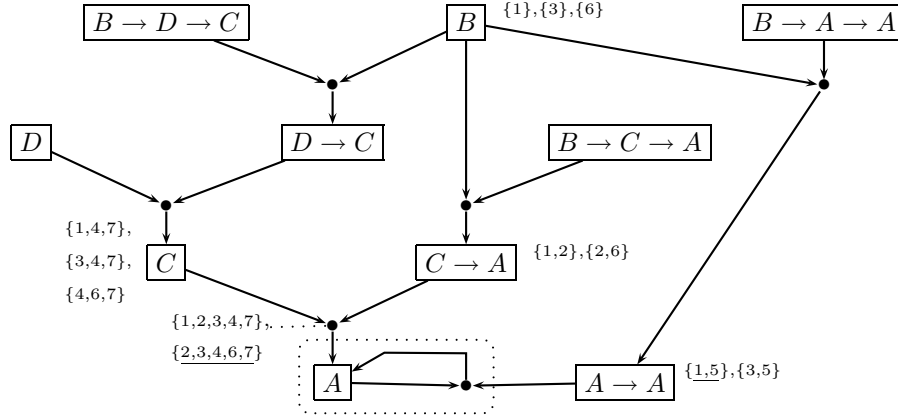 B → D → C
B
{1},{3},{6}
B → A → A
D
D → C
B → C → A
{1,4,7},
{3,4,7},
{4,6,7}
C
C → A
{1,2},{2,6}
{1,2,3,4,7},
{2,3,4,6,7}
A
A → A
{1,5},{3,5}